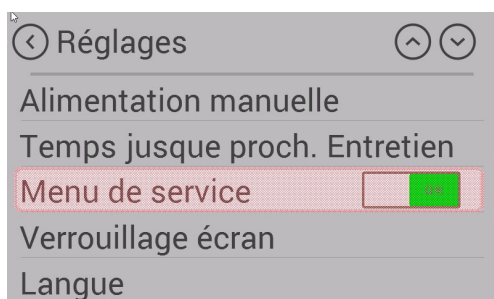 Réglages
Alimentation manuelle
Temps jusque proch. Entretien
Menu de service
Verrouillage écran
Langue